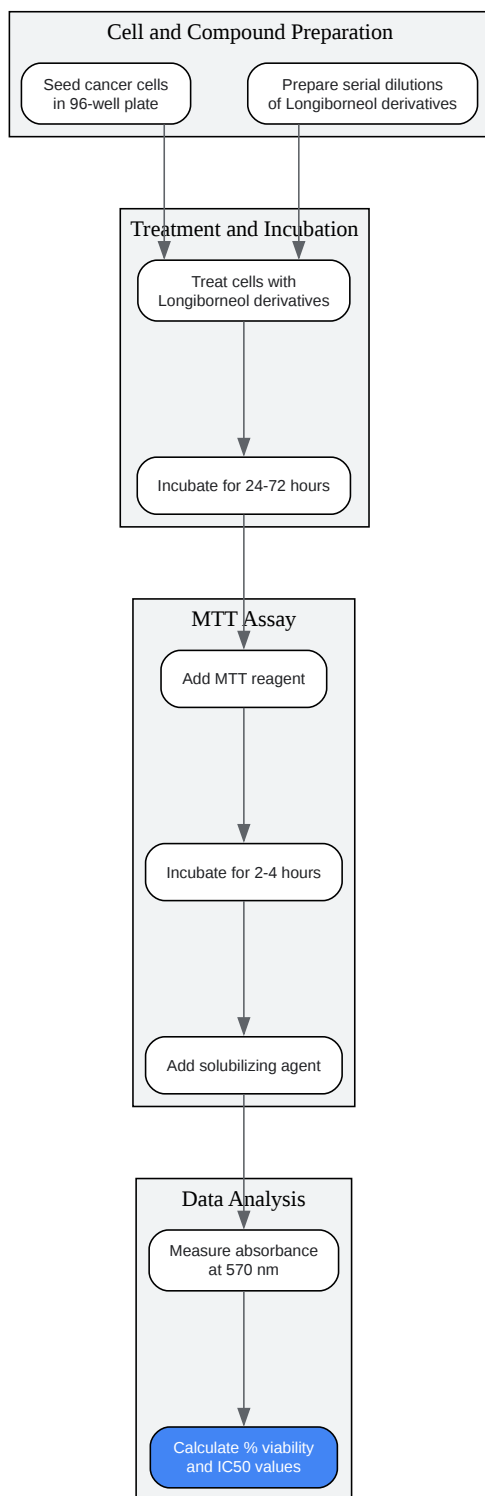 Cell and Compound Preparation
Seed cancer cells
in 96-well plate
Prepare serial dilutions
of Longiborneol derivatives
Treatment and Incubation
Treat cells with
Longiborneol derivatives
Incubate for 24-72 hours
MTT Assay
Add MTT reagent
Incubate for 2-4 hours
Add solubilizing agent
Data Analysis
Measure absorbance
at 570 nm
Calculate % viability
and IC50 values